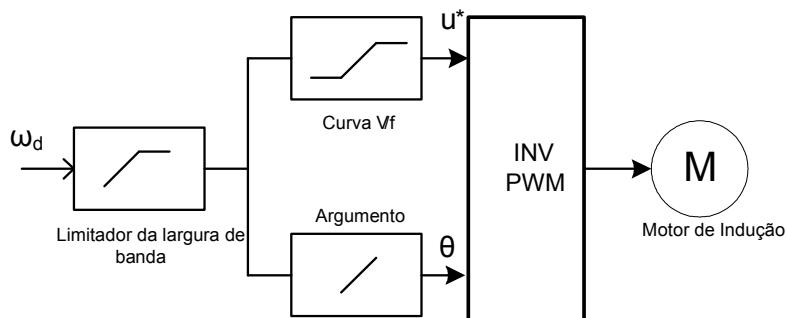 ω_d
Limitador da largura de
banda
u*
Curva V/f
Argumento
θ
INV
PWM
M
Motor de Indução